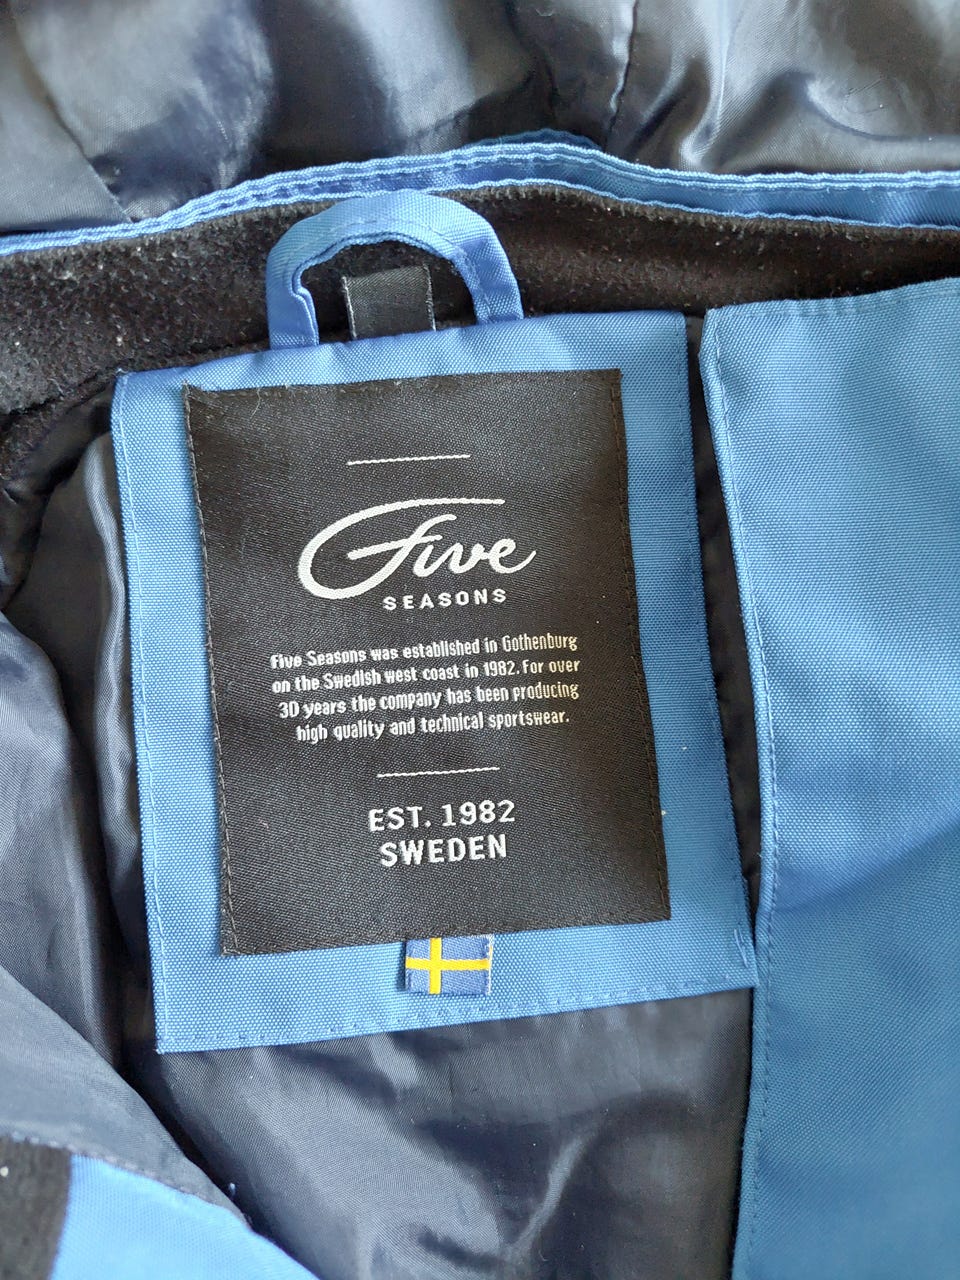 Five
SEASONS
Five Seasons was established in Gothenburg
on the Swedish west coast in 1982. For over
30 years the company has been producing
high quality and technical sportswear.
EST. 1982
SWEDEN